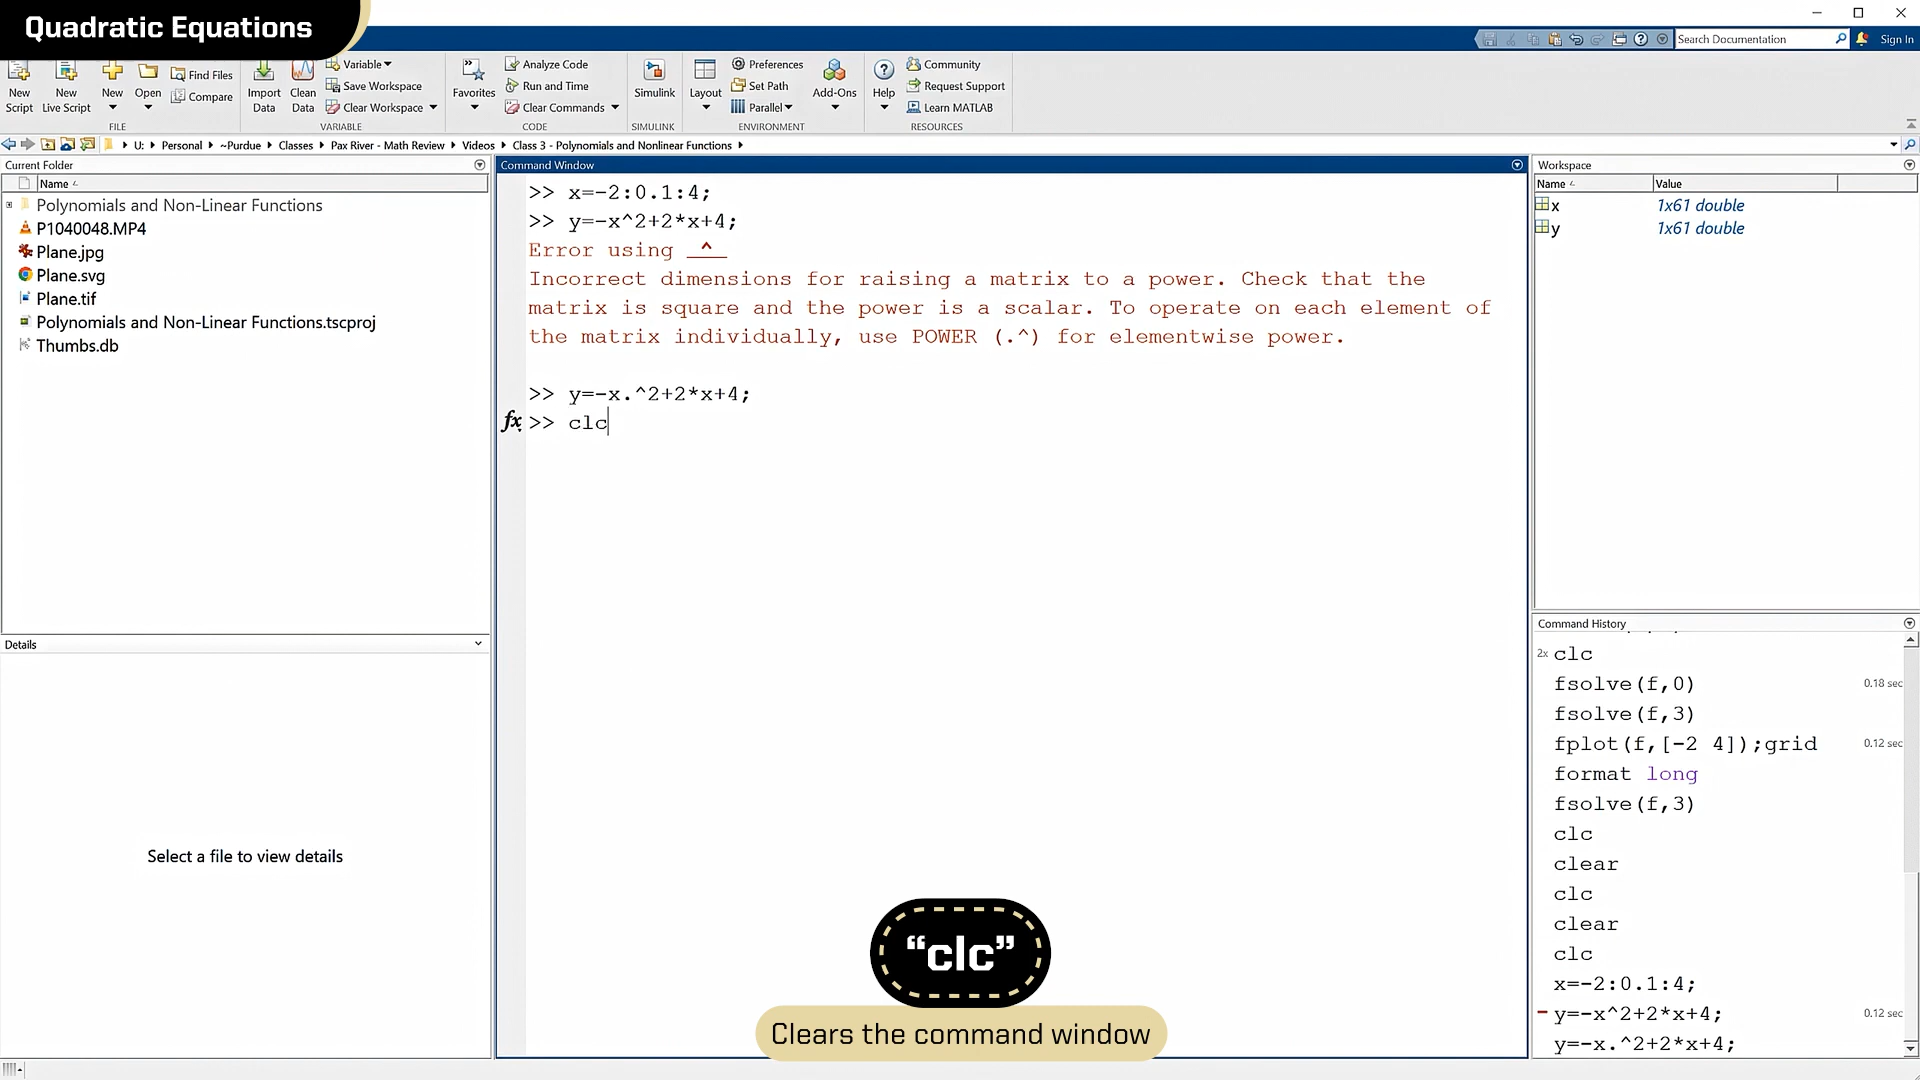 Quadratic Equations
Search Documentation
Sign In
New Script
New Live Script
New
Open
Find Files
Compare
FILE
Import Data
Clean Data
Variable
Save Workspace
Clear Workspace
VARIABLE
Favorites
Analyze Code
Run and Time
Clear Commands
CODE
Simulink
SIMULINK
Layout
Preferences
Set Path
Parallel
ENVIRONMENT
Add-Ons
Help
Community
Request Support
Learn MATLAB
RESOURCES
U: Personal ~Purdue Classes Pax River - Math Review Videos Class 3 - Polynomials and Nonlinear Functions
Current Folder
Name
Polynomials and Non-Linear Functions
P1040048.MP4
Plane.jpg
Plane.svg
Plane.tif
Polynomials and Non-Linear Functions.tscproj
Thumbs.db
Details
Select a file to view details
Command Window
>> x=-2:0.1:4;
>> y=-x^2+2*x+4;
Error using ^
Incorrect dimensions for raising a matrix to a power. Check that the
matrix is square and the power is a scalar. To operate on each element of
the matrix individually, use POWER (.^) for elementwise power.
>> y=-x.^2+2*x+4;
fx >> clc
“clc”
Clears the command window
Workspace
Name Value
x 1x61 double
y 1x61 double
Command History
2x clc
fsolve(f,0) 0.18 sec
fsolve(f,3)
fplot(f,[-2 4]);grid 0.12 sec
format long
fsolve(f,3)
clc
clear
clc
clear
clc
x=-2:0.1:4;
y=-x^2+2*x+4; 0.12 sec
y=-x.^2+2*x+4;